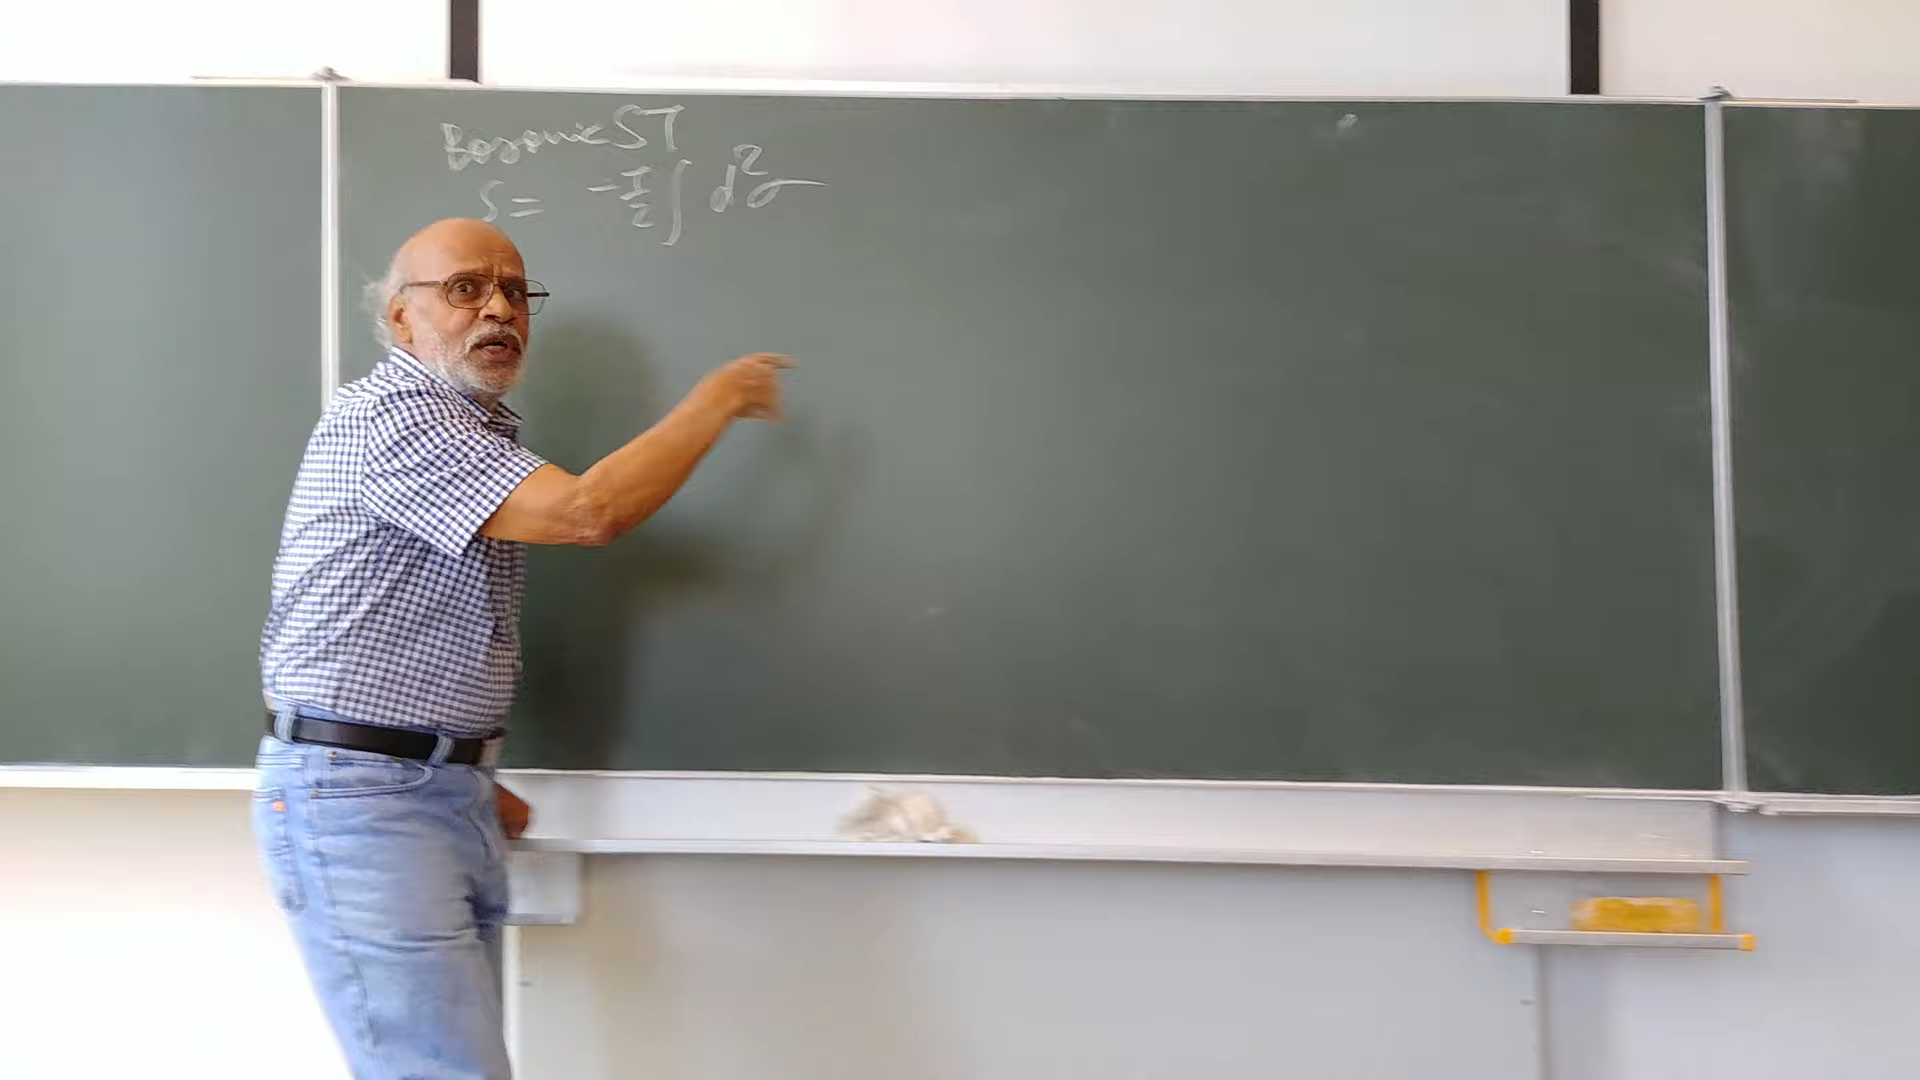 Bosonic ST
S = -T/2 ∫ d²σ